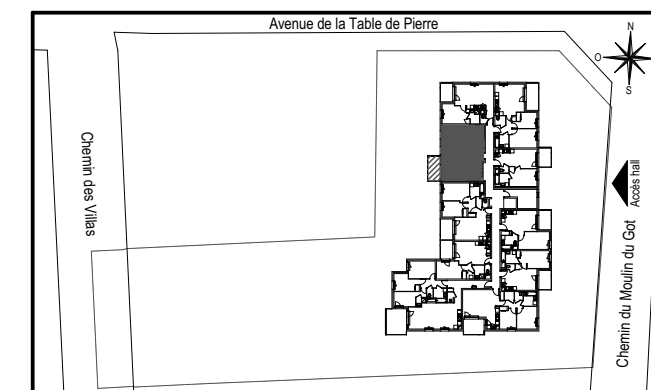 Avenue de la Table de Pierre
N
O
S
Chemin des Villas
Accès hall
Chemin du Moulin du Got